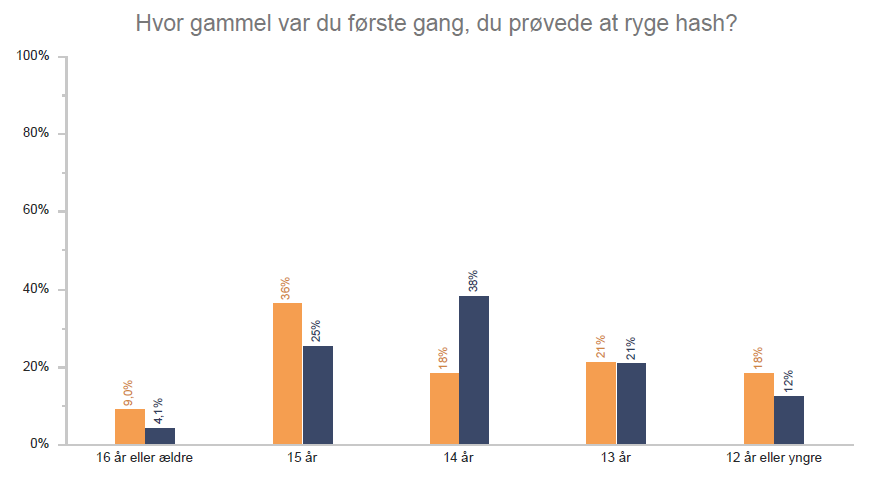 Hvor gammel var du første gang, du prøvede at ryge hash?
100%
80%
60%
40%
20%
0%
9,0%
4,1%
36%
25%
18%
38%
21%
21%
18%
12%
16 år eller ældre
15 år
14 år
13 år
12 år eller yngre